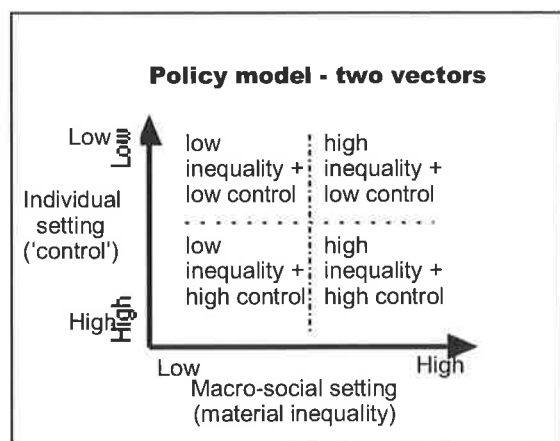 Policy model - two vectors
Low
Low
low
inequality +
low control
high
inequality +
low control
Individual
setting
('control')
low
inequality +
high control
high
inequality +
high control
High
High
Low
High
Macro-social setting
(material inequality)